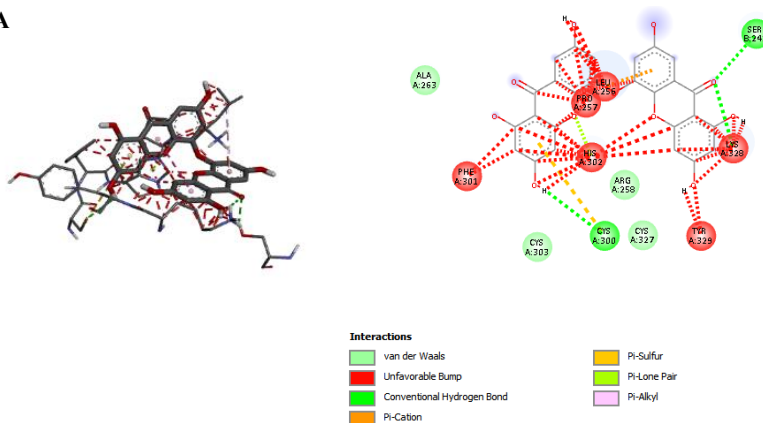 A
H
SER
B:24
ALA
A:263
LEU
A:256
PRO
A:257
O
O
O
H
LYS
A:328
HIS
A:302
PHE
A:301
ARG
A:258
O
H
H
CYS
A:303
CYS
A:300
CYS
A:327
TYR
A:329
Interactions
van der Waals
Unfavorable Bump
Conventional Hydrogen Bond
Pi-Cation
Pi-Sulfur
Pi-Lone Pair
Pi-Alkyl